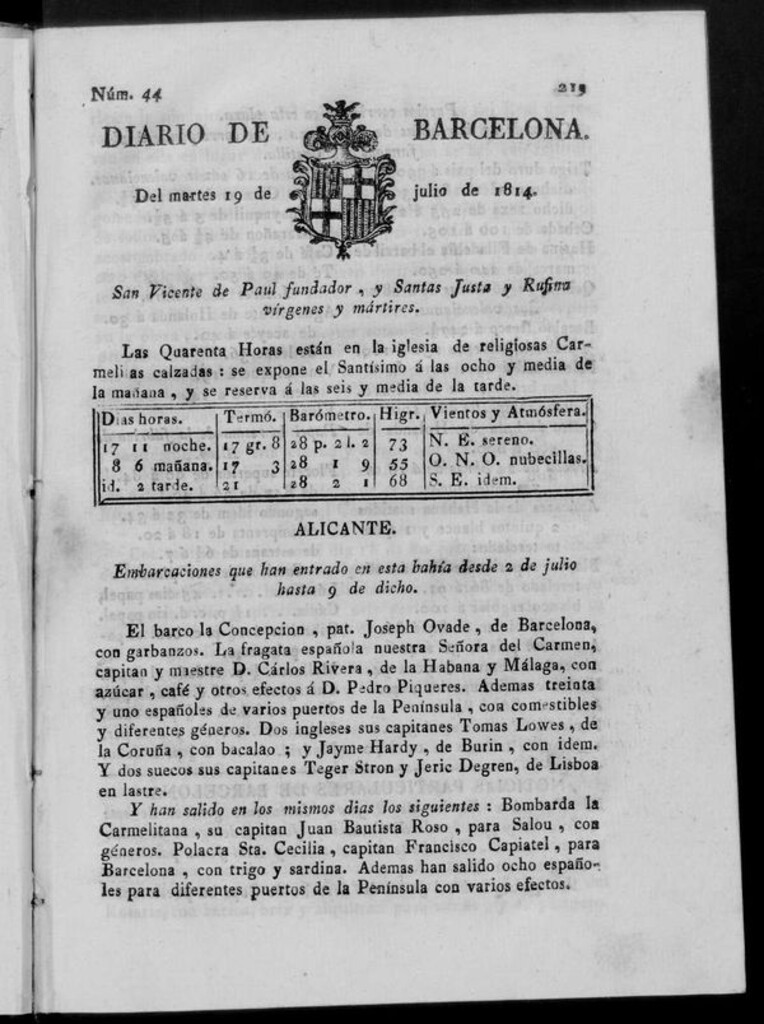 Núm. 44 219
DIARIO DE BARCELONA.
Del martes 19 de julio de 1814.
San Vicente de Paul fundador, y Santas Justa y Rufina
vírgenes y mártires.
Las Quarenta Horas están en la iglesia de religiosas Car-
meli as calzadas : se expone el Santísimo á las ocho y media de
la mañana, y se reserva á las seis y media de la tarde.
Dias horas. Termó. Barómetro. Higr. Vientos y Atmósfera.
17 11 noche. 17 gr. 8 28 p. 2 l. 2 73 N. E. sereno.
8 6 mañana. 17 3 28 1 9 55 O. N. O. nubecillas.
id. 2 tarde. 21 28 2 1 68 S. E. idem.
ALICANTE.
Embarcaciones que han entrado en esta bahía desde 2 de julio
hasta 9 de dicho.
El barco la Concepcion, pat. Joseph Ovade, de Barcelona,
con garbanzos. La fragata española nuestra Señora del Carmen,
capitan y maestre D. Cárlos Rivera, de la Habana y Málaga, con
azúcar, café y otros efectos á D. Pedro Piqueres. Ademas treinta
y uno españoles de varios puertos de la Península, con comestibles
y diferentes géneros. Dos ingleses sus capitanes Tomas Lowes, de
la Coruña, con bacalao ; y Jayme Hardy, de Burin, con idem.
Y dos suecos sus capitanes Teger Stron y Jeric Degren, de Lisboa
en lastre.
Y han salido en los mismos dias los siguientes : Bombarda la
Carmelitana, su capitan Juan Bautista Roso, para Salou, con
géneros. Polacra Sta. Cecilia, capitan Francisco Capiatel, para
Barcelona, con trigo y sardina. Ademas han salido ocho españo-
les para diferentes puertos de la Península con varios efectos.